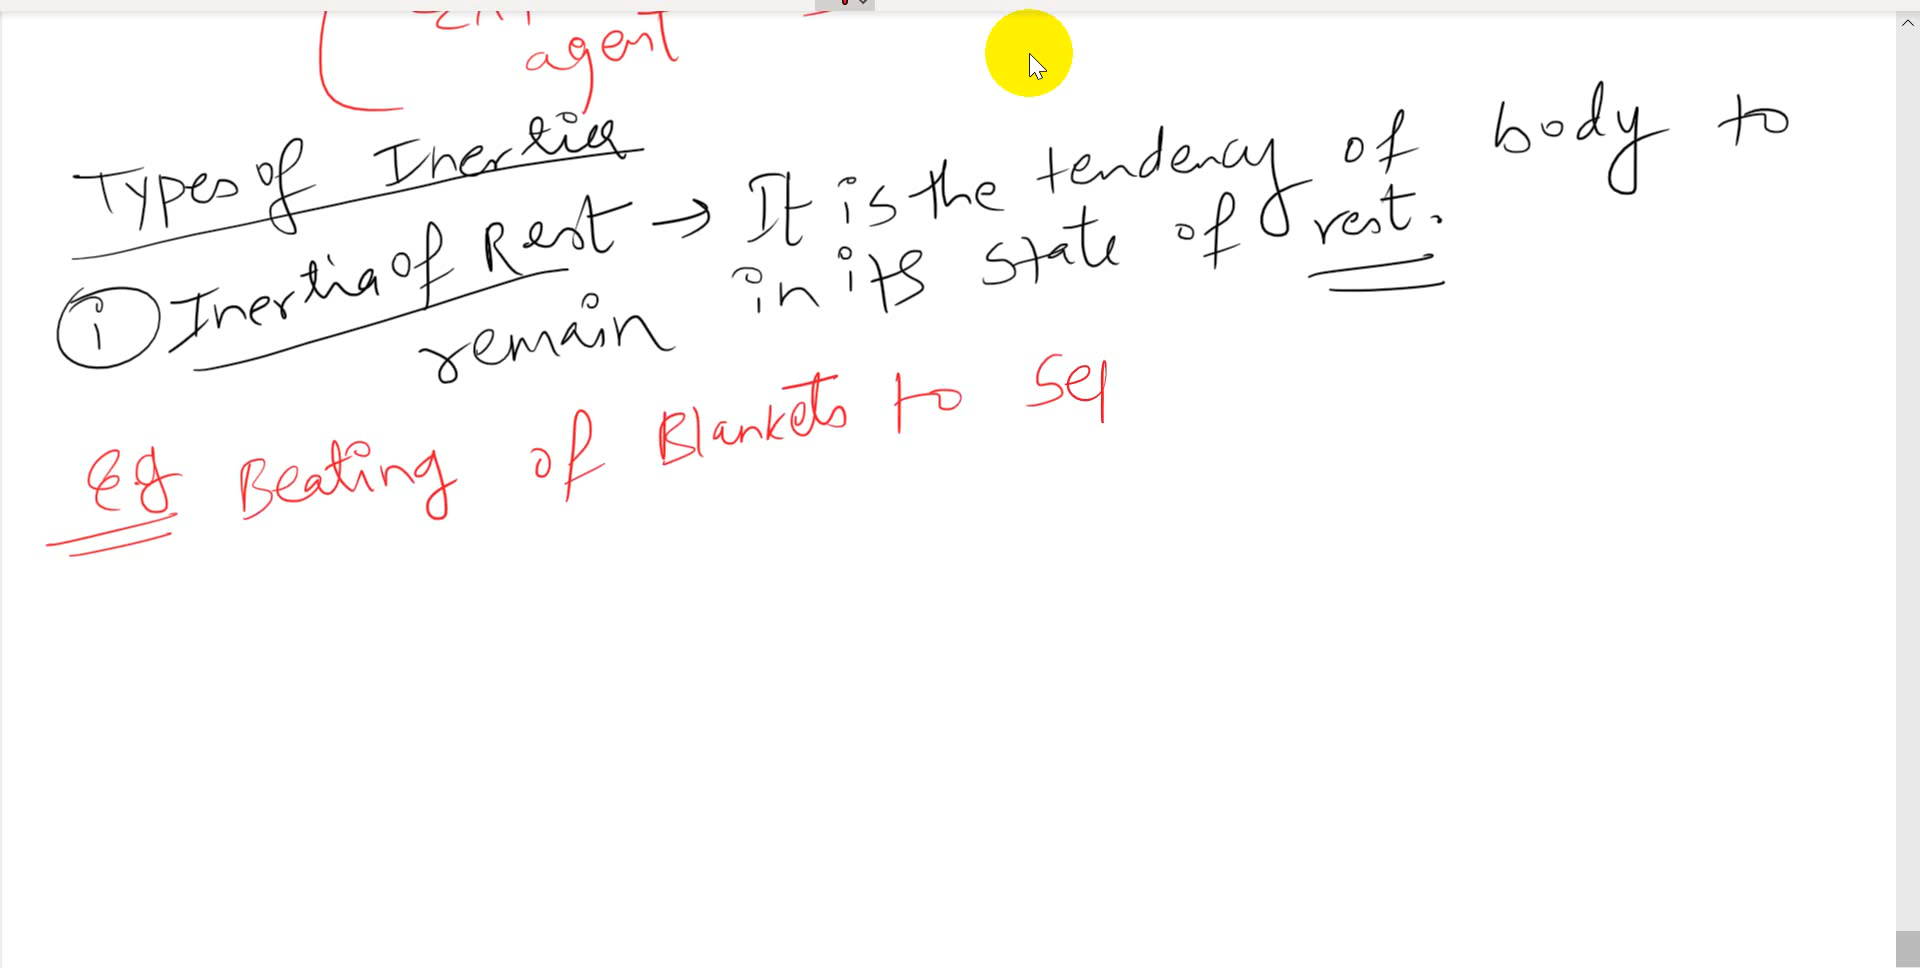 agent
Types of Inertia
i Inertia of Rest → It is the tendency of body to
remain in its state of rest.
Eg Beating of Blankets to Sep